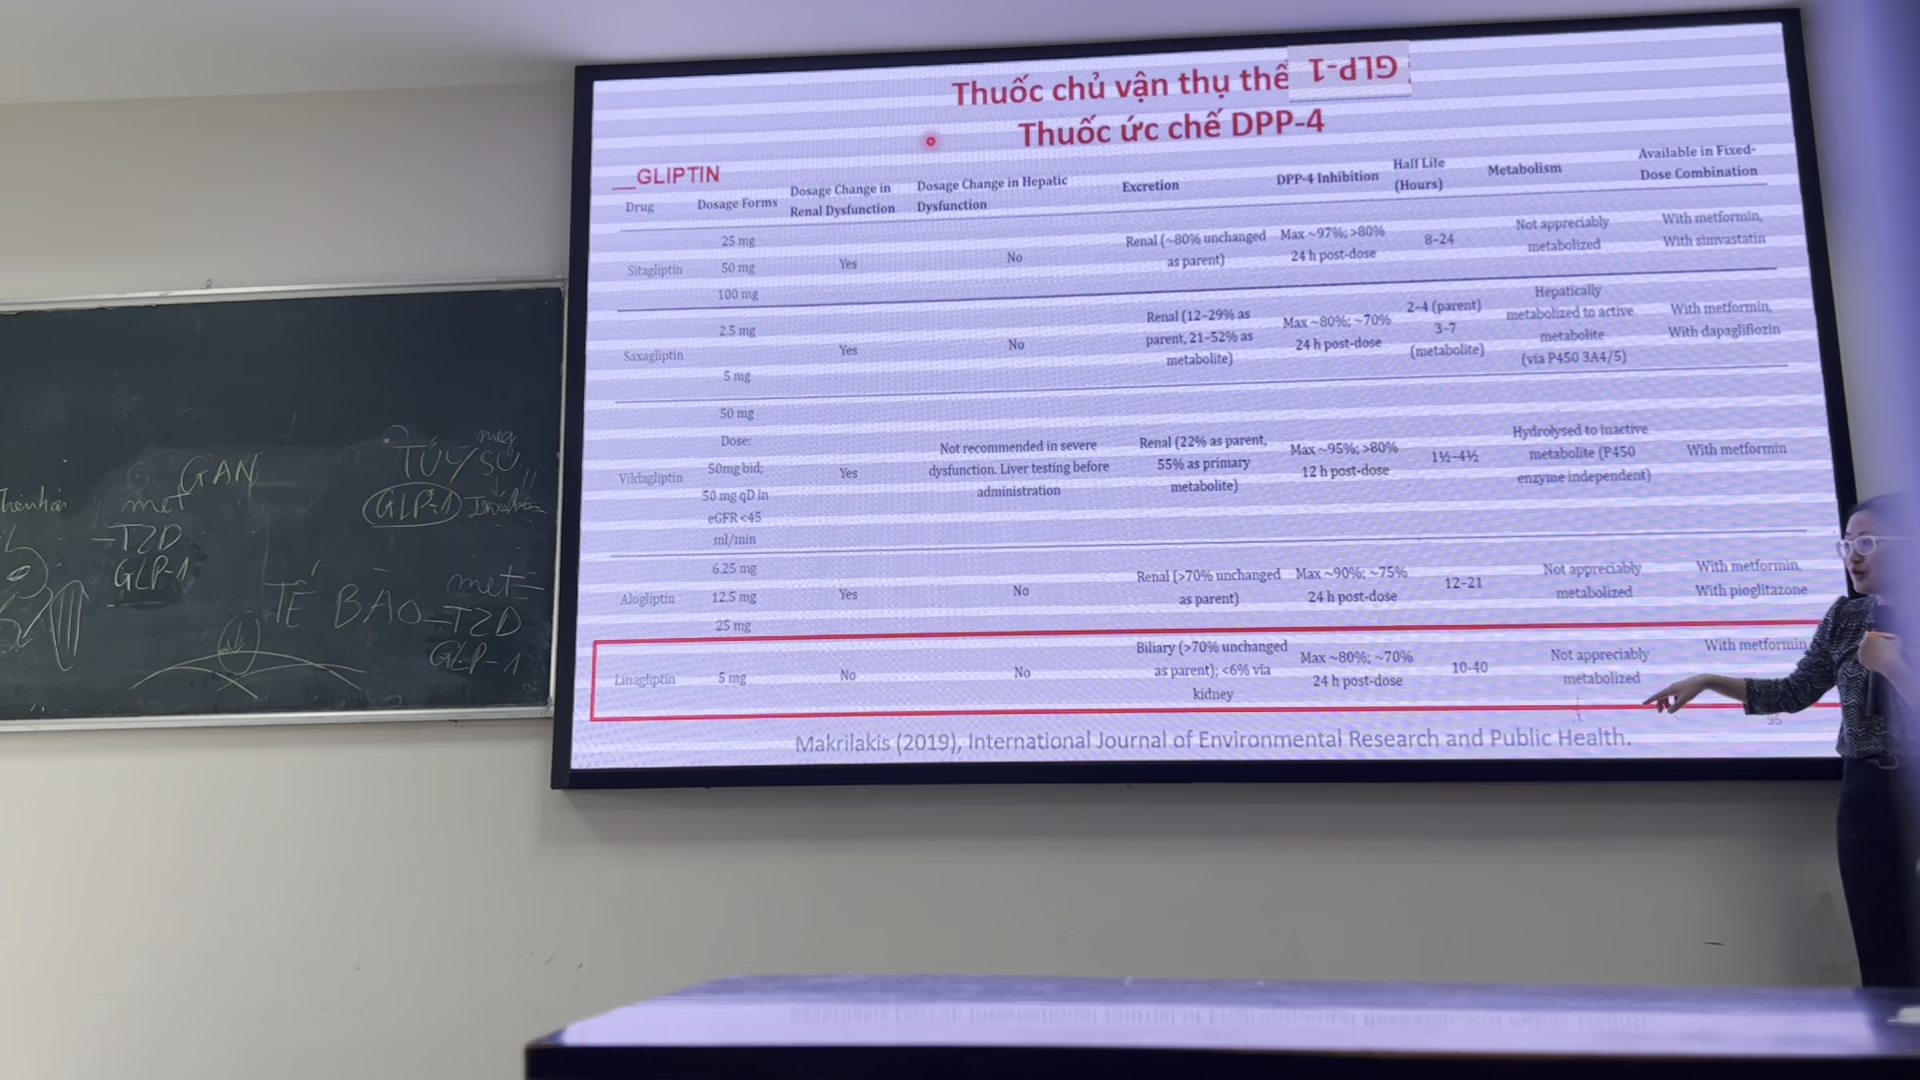 Thuốc chủ vận thụ thể GLP-1
Thuốc ức chế DPP-4
__GLIPTIN
Drug
Dosage Forms
Dosage Change in
Renal Dysfunction
Dosage Change in Hepatic
Dysfunction
Excretion
DPP-4 Inhibition
Half Life
(Hours)
Metabolism
Available in Fixed-
Dose Combination
Sitagliptin
25 mg
50 mg
100 mg
Yes
No
Renal (~80% unchanged
as parent)
Max ~97%; >80%
24 h post-dose
8–24
Not appreciably
metabolized
With metformin,
With simvastatin
Saxagliptin
2.5 mg
5 mg
Yes
No
Renal (12–29% as
parent, 21–52% as
metabolite)
Max ~80%; ~70%
24 h post-dose
2–4 (parent)
3–7
(metabolite)
Hepatically
metabolized to active
metabolite
(via P450 3A4/5)
With metformin,
With dapagliflozin
Vildagliptin
50 mg
Dose:
50mg bid;
50 mg qD in
eGFR <45
ml/min
Yes
Not recommended in severe
dysfunction. Liver testing before
administration
Renal (22% as parent,
55% as primary
metabolite)
Max ~95%; >80%
12 h post-dose
1½–4½
Hydrolysed to inactive
metabolite (P450
enzyme independent)
With metformin
Alogliptin
6.25 mg
12.5 mg
25 mg
Yes
No
Renal (>70% unchanged
as parent)
Max ~90%; ~75%
24 h post-dose
12–21
Not appreciably
metabolized
With metformin,
With pioglitazone
Linagliptin
5 mg
No
No
Biliary (>70% unchanged
as parent); <6% via
kidney
Max ~80%; ~70%
24 h post-dose
10-40
Not appreciably
metabolized
With metformin
95
Makrilakis (2019), International Journal of Environmental Research and Public Health.
GAN
met
TZD
GLP-1
TỤY SU
meg
GLP-1
TẾ BÀO
met
TZD
GLP-1